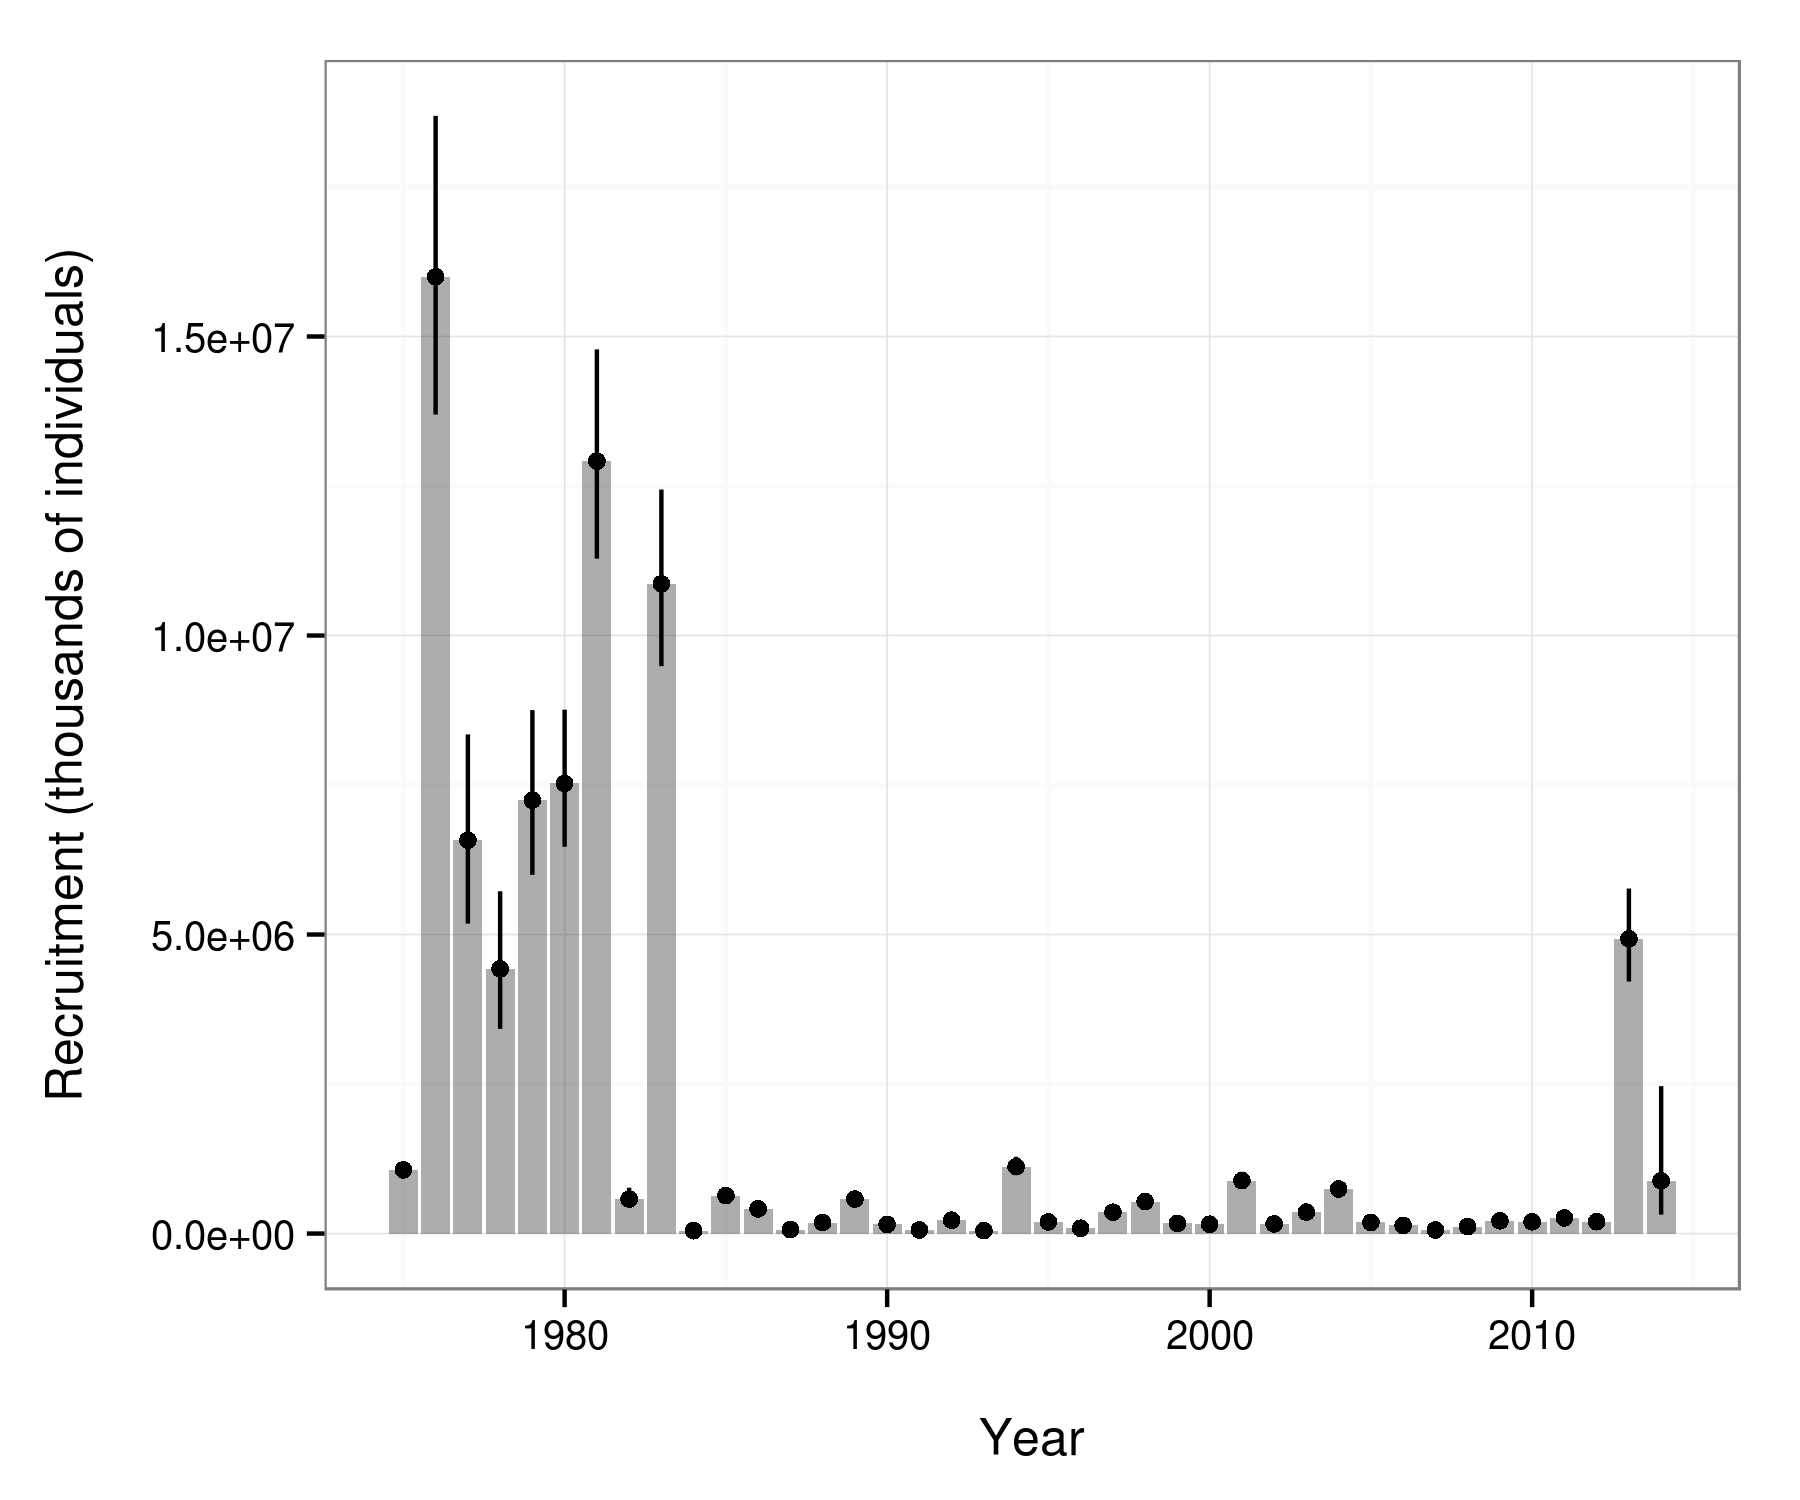 Recruitment (thousands of individuals)
1.5e+07
1.0e+07
5.0e+06
0.0e+00
1980 1990 2000 2010
Year